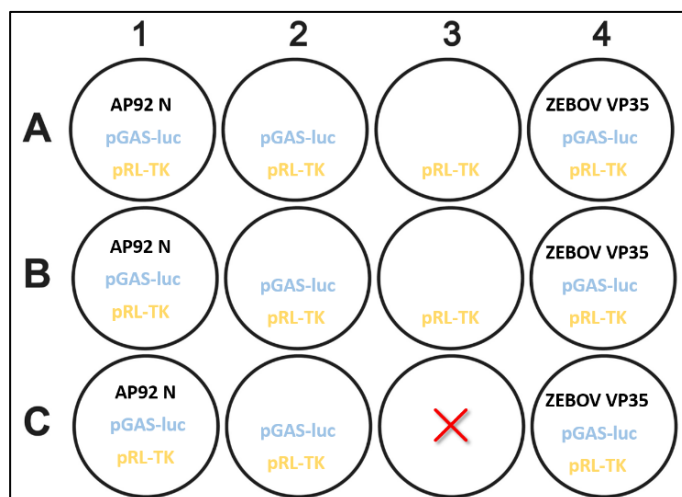 1 2 3 4
A
AP92 N ZEBOV VP35
pGAS-luc pGAS-luc pGAS-luc
pRL-TK pRL-TK pRL-TK pRL-TK
B
AP92 N ZEBOV VP35
pGAS-luc pGAS-luc pGAS-luc
pRL-TK pRL-TK pRL-TK pRL-TK
C
AP92 N ZEBOV VP35
pGAS-luc pGAS-luc pGAS-luc
pRL-TK pRL-TK pRL-TK